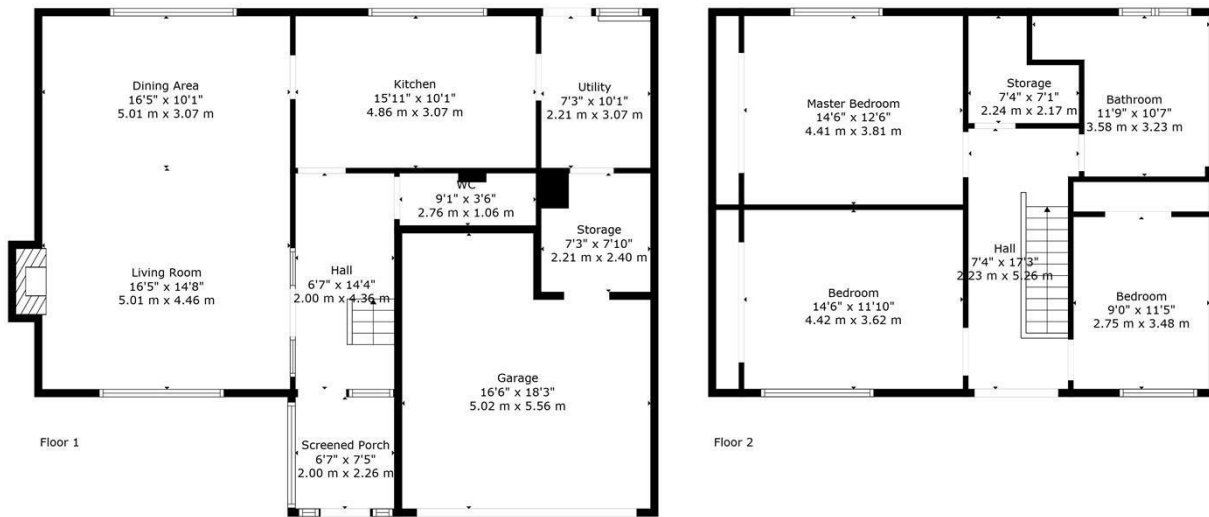 Dining Area
16'5" x 10'1"
5.01 m x 3.07 m
Kitchen
15'11" x 10'1"
4.86 m x 3.07 m
Utility
7'3" x 10'1"
2.21 m x 3.07 m
WC
9'1" x 3'6"
2.76 m x 1.06 m
Storage
7'3" x 7'10"
2.21 m x 2.40 m
Living Room
16'5" x 14'8"
5.01 m x 4.46 m
Hall
6'7" x 14'4"
2.00 m x 4.36 m
Garage
16'6" x 18'3"
5.02 m x 5.56 m
Screened Porch
6'7" x 7'5"
2.00 m x 2.26 m
Floor 1
Master Bedroom
14'6" x 12'6"
4.41 m x 3.81 m
Storage
7'4" x 7'1"
2.24 m x 2.17 m
Bathroom
11'9" x 10'7"
3.58 m x 3.23 m
Hall
7'4" x 17'3"
2.23 m x 5.26 m
Bedroom
14'6" x 11'10"
4.42 m x 3.62 m
Bedroom
9'0" x 11'5"
2.75 m x 3.48 m
Floor 2